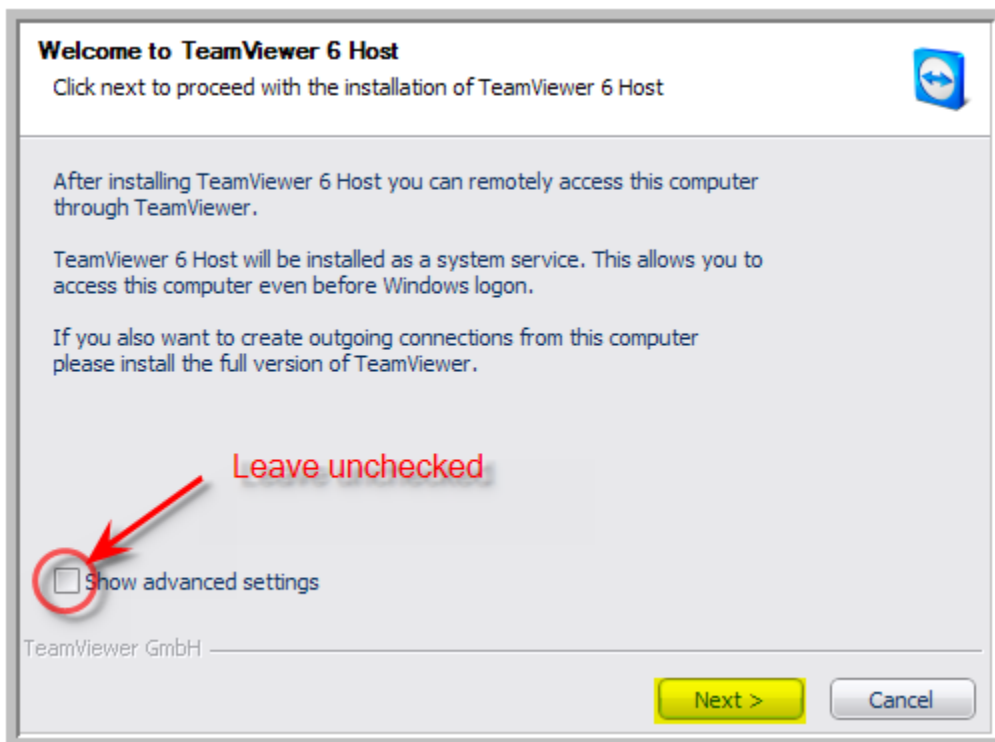 Welcome to TeamViewer 6 Host
Click next to proceed with the installation of TeamViewer 6 Host
After installing TeamViewer 6 Host you can remotely access this computer
through TeamViewer.
TeamViewer 6 Host will be installed as a system service. This allows you to
access this computer even before Windows logon.
If you also want to create outgoing connections from this computer
please install the full version of TeamViewer.
Leave unchecked
Show advanced settings
TeamViewer GmbH
Next >
Cancel